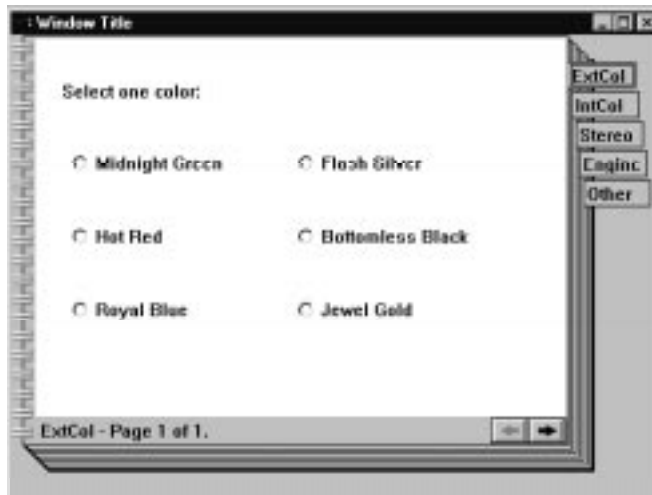 Window Title
Select one color:
Midnight Green
Flash Silver
Hot Red
Bottomless Black
Royal Blue
Jewel Gold
ExtCol - Page 1 of 1.
ExtCol
IntCol
Stereo
Engine
Other